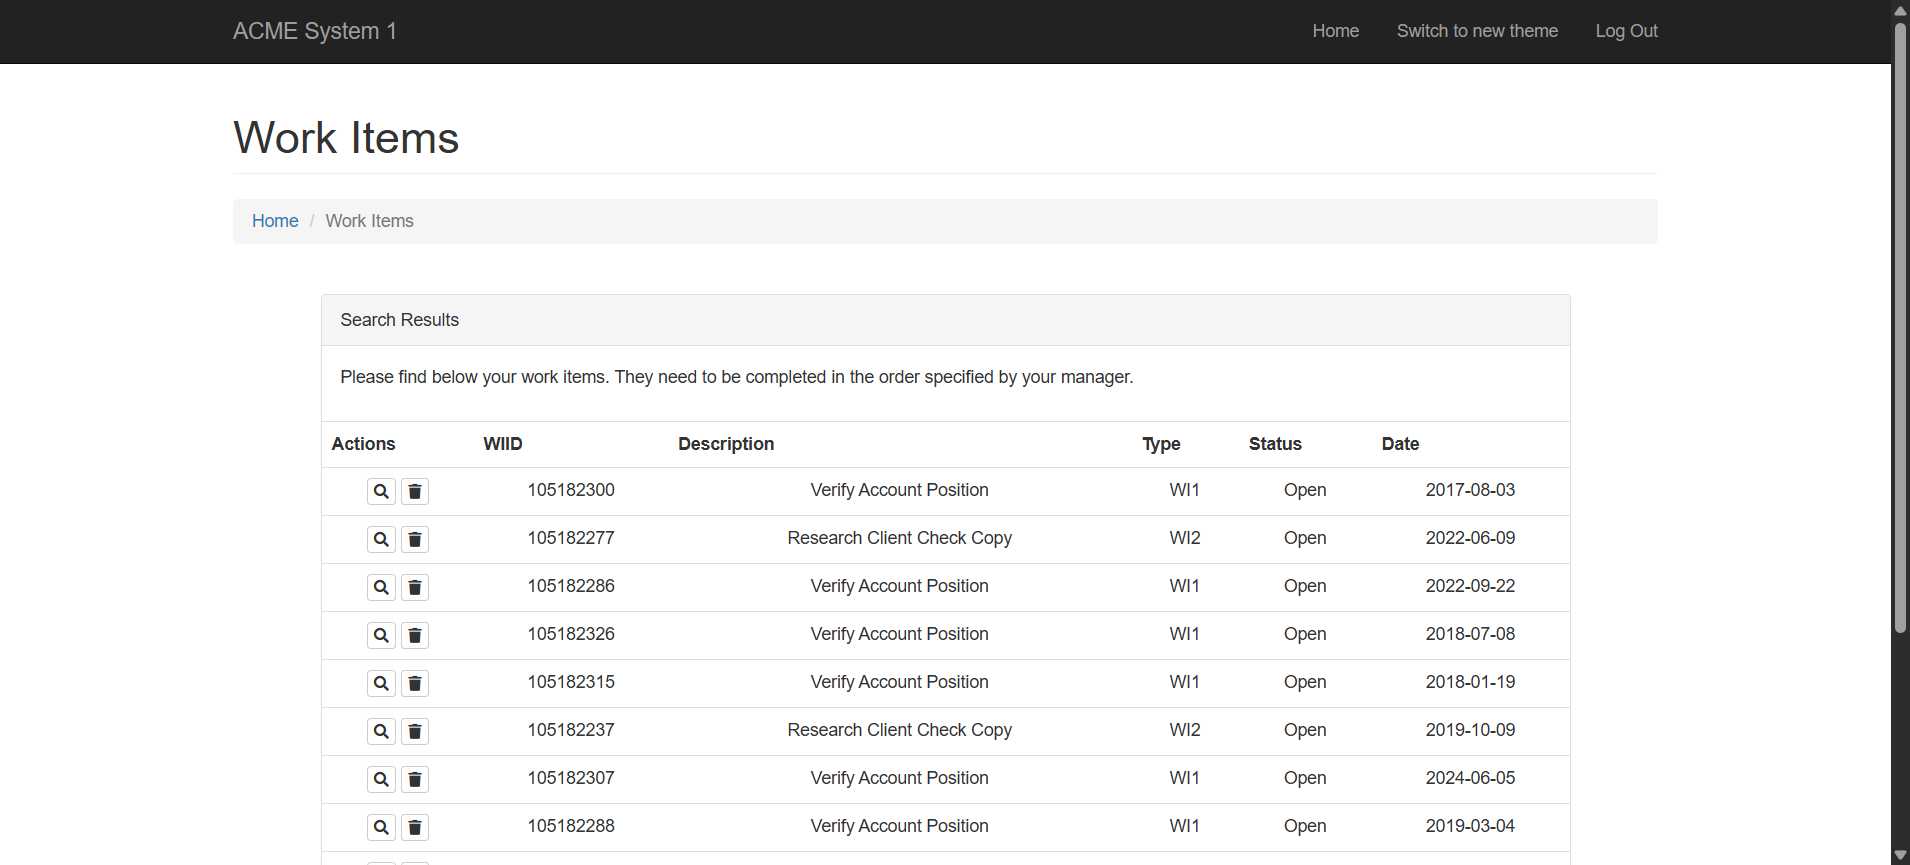 ACME System 1 Home Switch to new theme Log Out
Work Items
Home / Work Items
Search Results
Please find below your work items. They need to be completed in the order specified by your manager.
Actions WIID Description Type Status Date
105182300 Verify Account Position WI1 Open 2017-08-03
105182277 Research Client Check Copy WI2 Open 2022-06-09
105182286 Verify Account Position WI1 Open 2022-09-22
105182326 Verify Account Position WI1 Open 2018-07-08
105182315 Verify Account Position WI1 Open 2018-01-19
105182237 Research Client Check Copy WI2 Open 2019-10-09
105182307 Verify Account Position WI1 Open 2024-06-05
105182288 Verify Account Position WI1 Open 2019-03-04